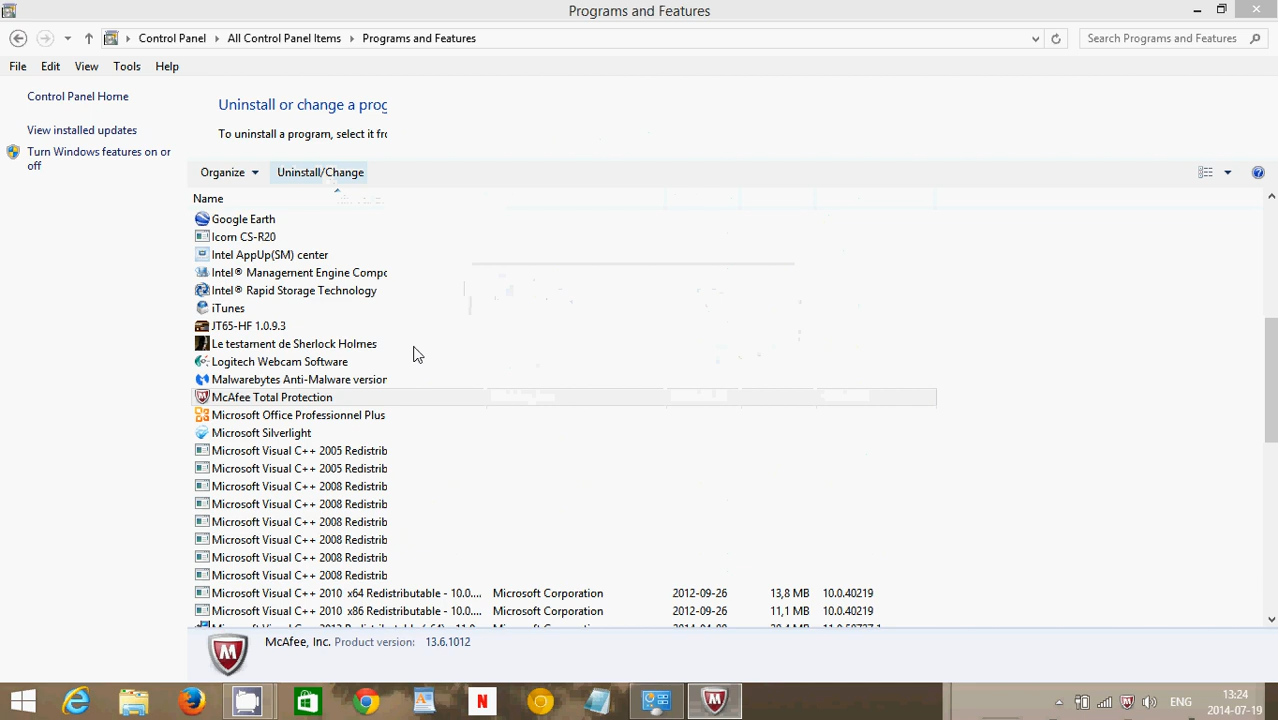 Programs and Features
Control Panel All Control Panel Items Programs and Features Search Programs and Features
File Edit View Tools Help
Control Panel Home
View installed updates
Turn Windows features on or
off
Uninstall or change a prog
To uninstall a program, select it fro
Organize Uninstall/Change
Name
Google Earth
Icom CS-R20
Intel AppUp(SM) center
Intel® Management Engine Compo
Intel® Rapid Storage Technology
iTunes
JT65-HF 1.0.9.3
Le testament de Sherlock Holmes
Logitech Webcam Software
Malwarebytes Anti-Malware version
McAfee Total Protection
Microsoft Office Professionnel Plus
Microsoft Silverlight
Microsoft Visual C++ 2005 Redistrib
Microsoft Visual C++ 2005 Redistrib
Microsoft Visual C++ 2008 Redistrib
Microsoft Visual C++ 2008 Redistrib
Microsoft Visual C++ 2008 Redistrib
Microsoft Visual C++ 2008 Redistrib
Microsoft Visual C++ 2008 Redistrib
Microsoft Visual C++ 2008 Redistrib
Microsoft Visual C++ 2010 x64 Redistributable - 10.0.... Microsoft Corporation 2012-09-26 13,8 MB 10.0.40219
Microsoft Visual C++ 2010 x86 Redistributable - 10.0.... Microsoft Corporation 2012-09-26 11,1 MB 10.0.40219
McAfee, Inc. Product version: 13.6.1012
N
ENG
13:24
2014-07-19